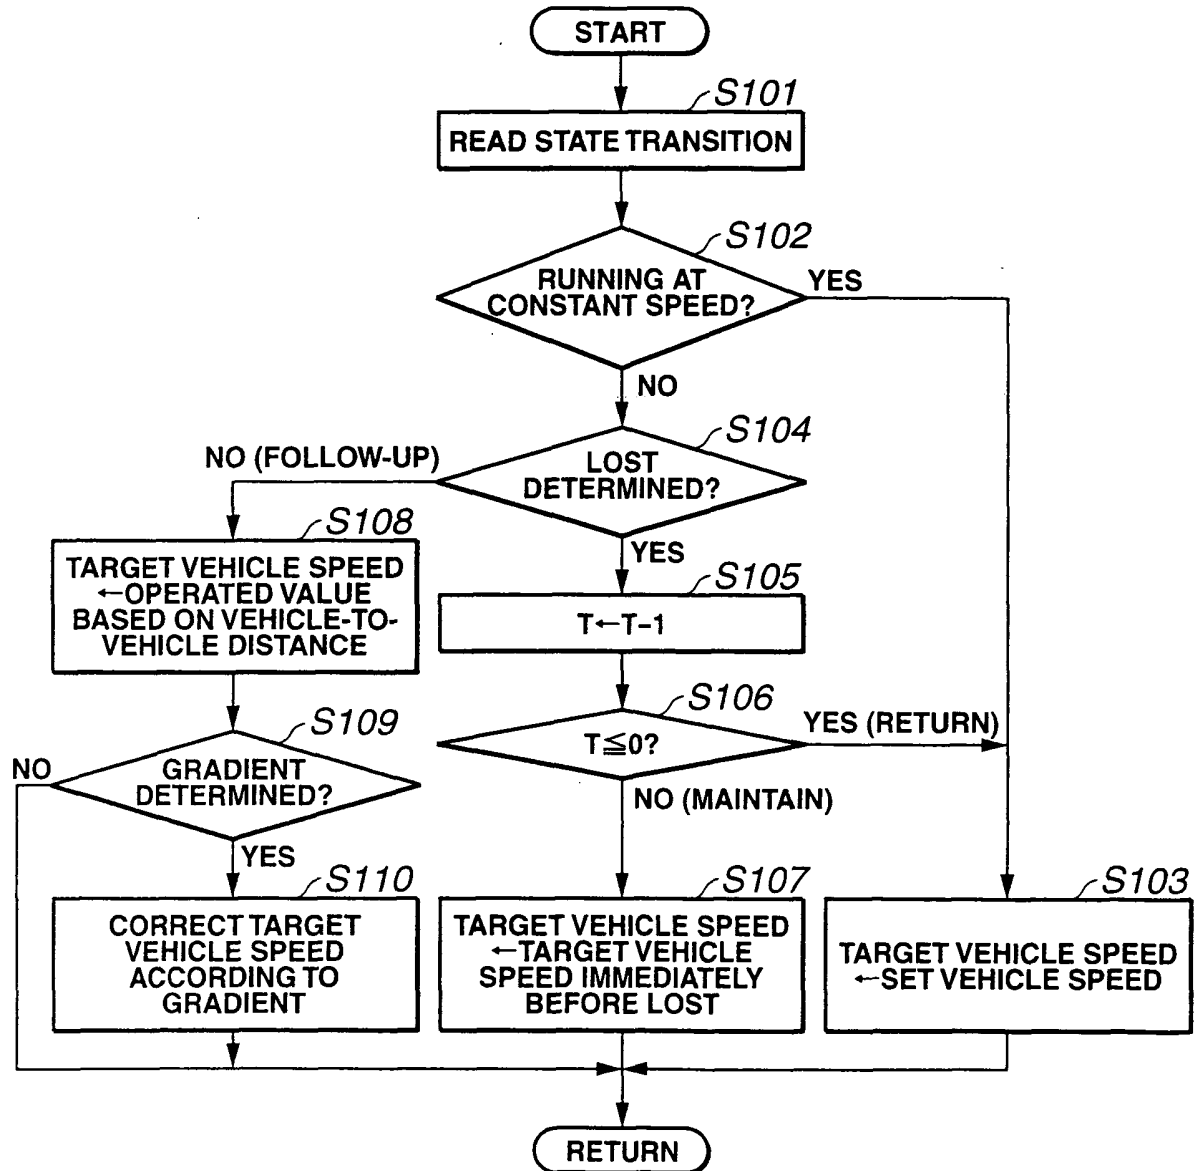 START
S101
READ STATE TRANSITION
S102
RUNNING AT
CONSTANT SPEED?
YES
NO
S104
NO (FOLLOW-UP)
LOST
DETERMINED?
S108
YES
TARGET VEHICLE SPEED
←OPERATED VALUE
BASED ON VEHICLE-TO-
VEHICLE DISTANCE
S105
T←T−1
S109
S106
YES (RETURN)
T≦0?
NO
GRADIENT
DETERMINED?
NO (MAINTAIN)
YES
S110
CORRECT TARGET
VEHICLE SPEED
ACCORDING TO
GRADIENT
S107
TARGET VEHICLE SPEED
←TARGET VEHICLE
SPEED IMMEDIATELY
BEFORE LOST
S103
TARGET VEHICLE SPEED
←SET VEHICLE SPEED
RETURN